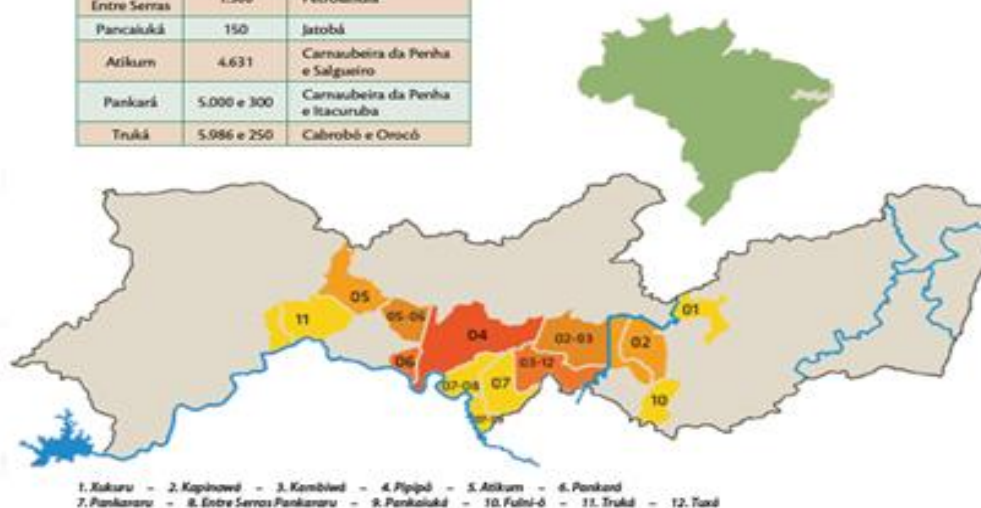 Entre Serras 1.500 Petrolândia
Pancaiuká 150 Jatobá
Atikum 4.631 Carnaubeira da Penha e Salgueiro
Pankará 5.000 e 300 Carnaubeira da Penha e Itacuruba
Truká 5.986 e 250 Cabrobó e Orocó
01
05
11
05-06
04
02-03
02
06
03-12
07-08
07
10
1. Xukuru - 2. Kapinawá - 3. Kambiwá - 4. Pipipã - 5. Atikum - 6. Pankará
7. Pankararu - 8. Entre Serras Pankararu - 9. Pankaiuká - 10. Fulni-ô - 11. Truká - 12. Tuxá